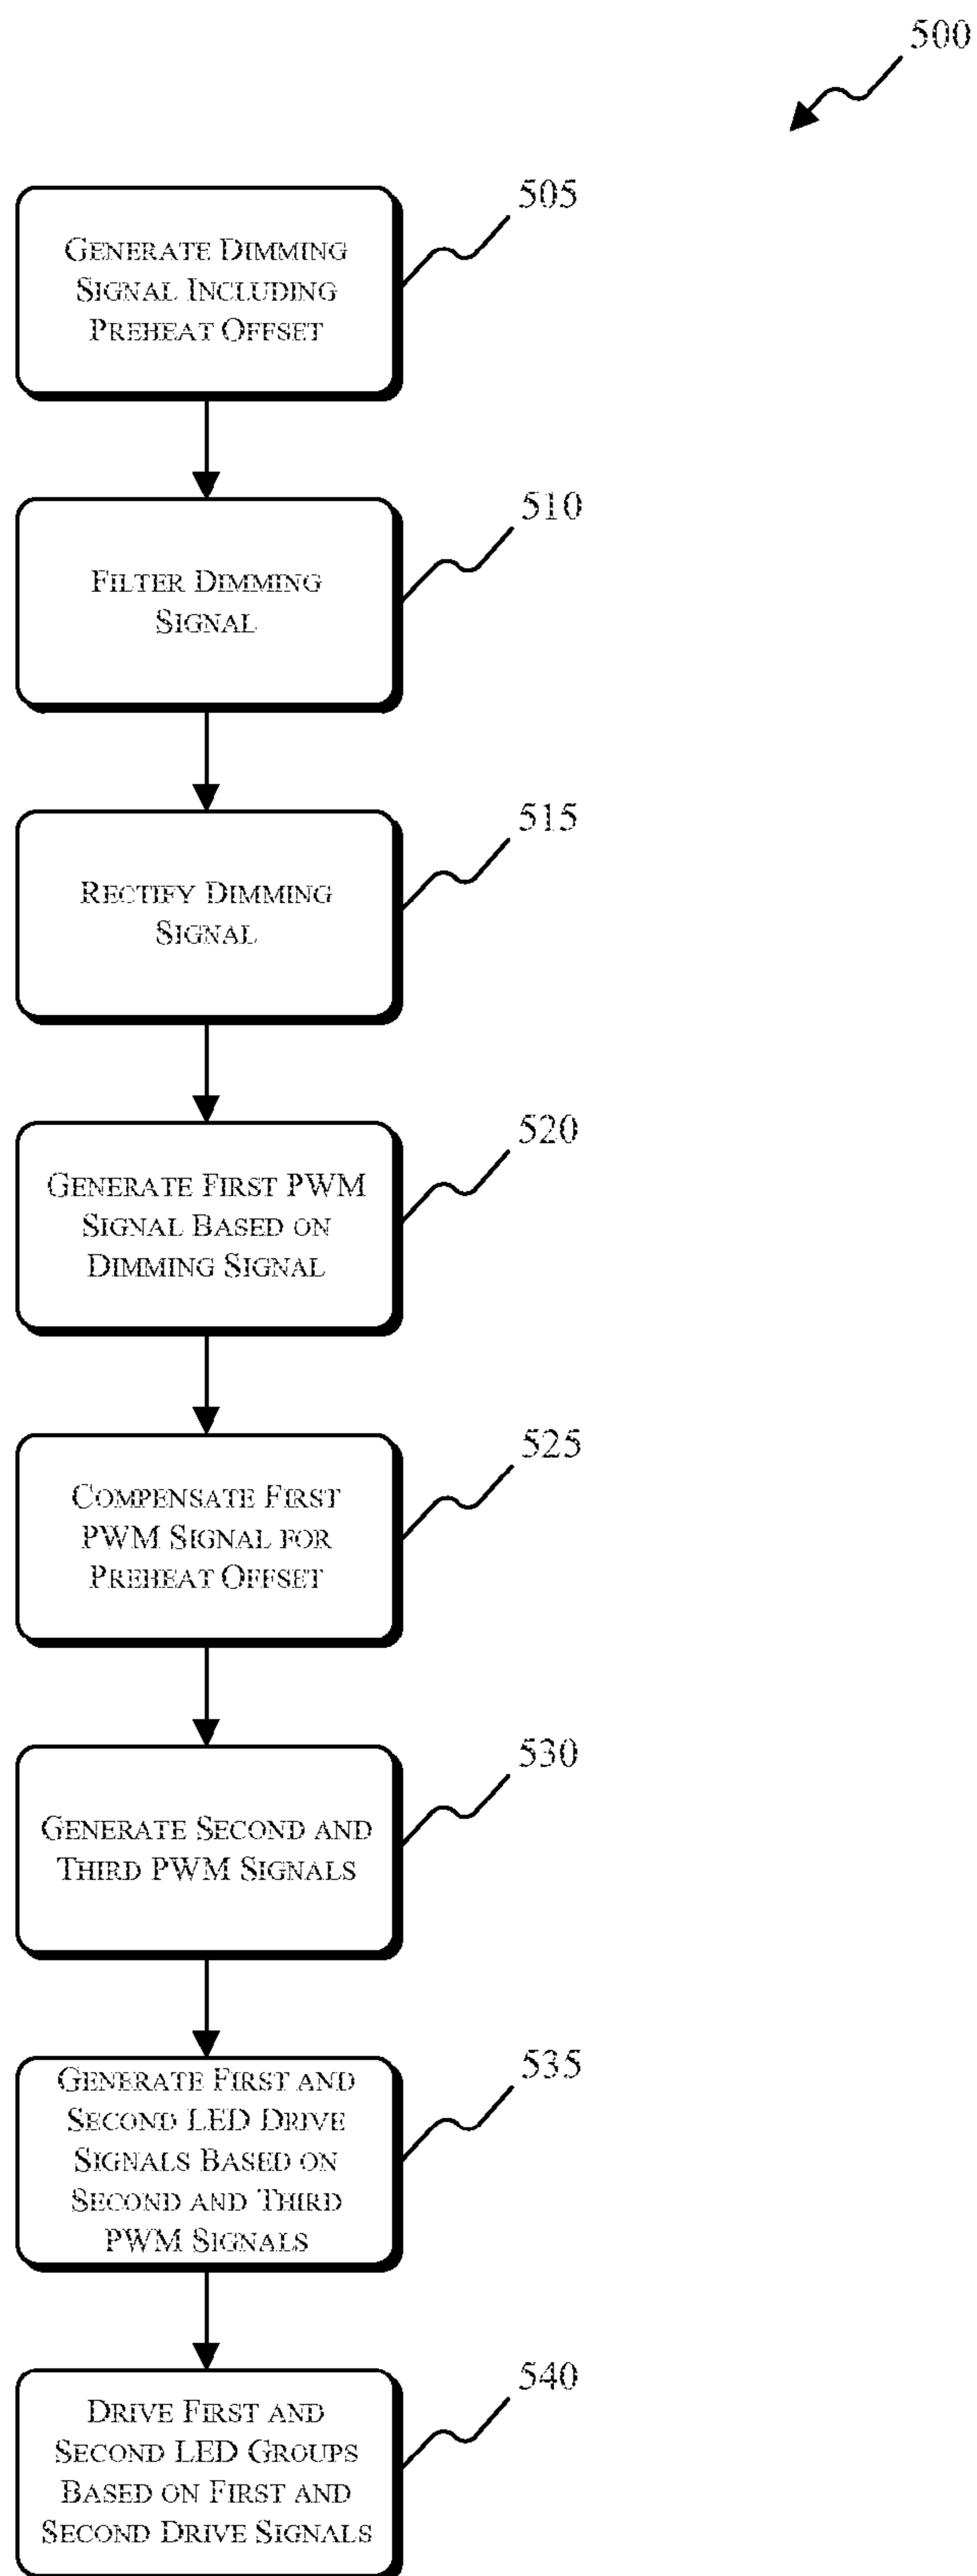 500
505
GENERATE DIMMING
SIGNAL INCLUDING
PREHEAT OFFSET
510
FILTER DIMMING
SIGNAL
515
RECTIFY DIMMING
SIGNAL
520
GENERATE FIRST PWM
SIGNAL BASED ON
DIMMING SIGNAL
525
COMPENSATE FIRST
PWM SIGNAL FOR
PREHEAT OFFSET
530
GENERATE SECOND AND
THIRD PWM SIGNALS
535
GENERATE FIRST AND
SECOND LED DRIVE
SIGNALS BASED ON
SECOND AND THIRD
PWM SIGNALS
540
DRIVE FIRST AND
SECOND LED GROUPS
BASED ON FIRST AND
SECOND DRIVE SIGNALS